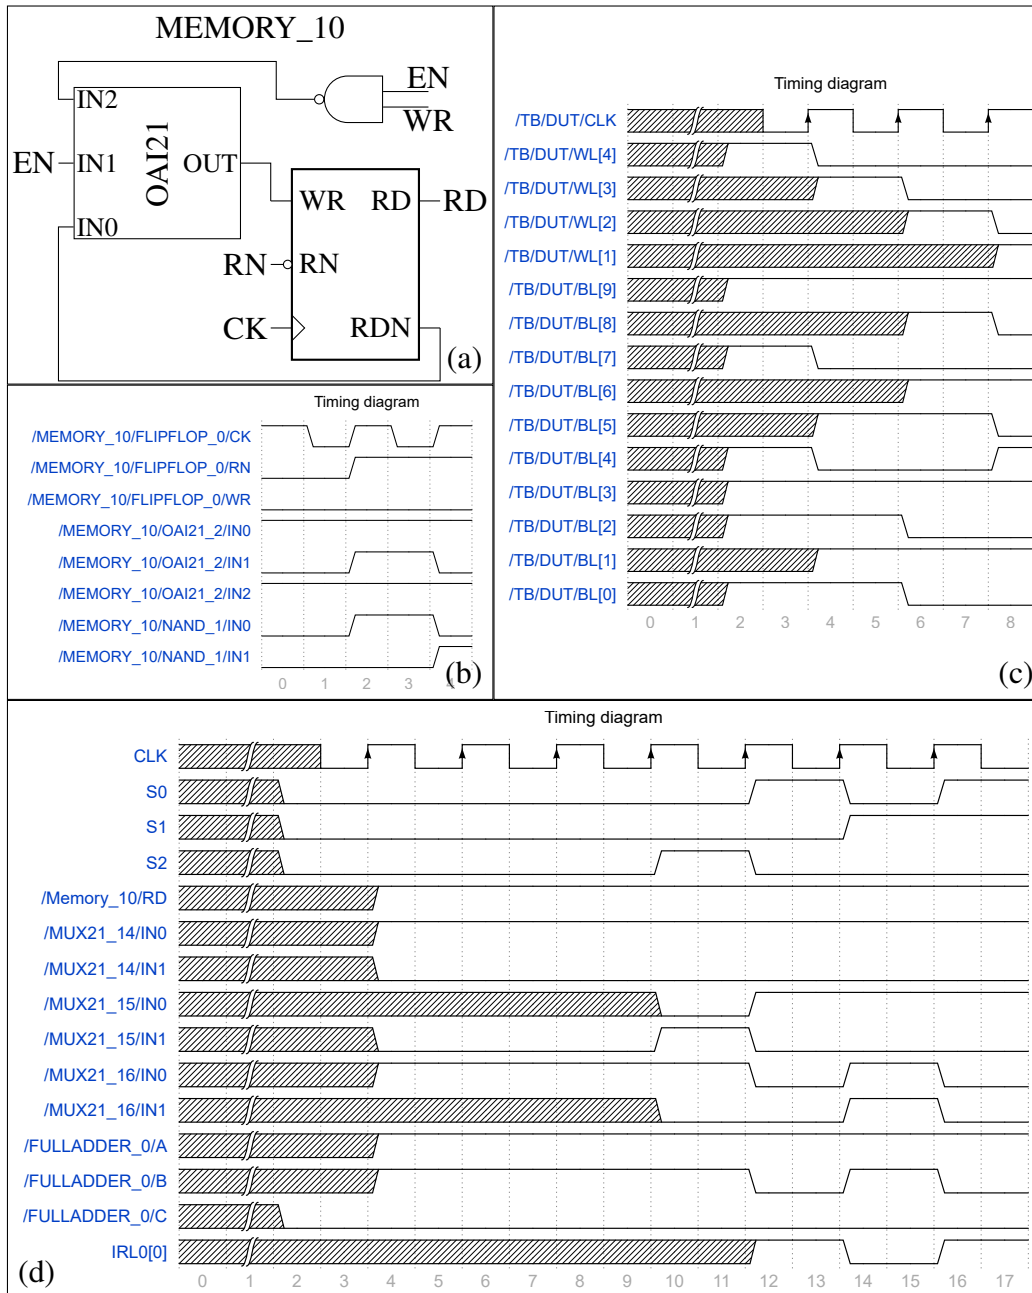 MEMORY_10
IN2
EN
WR
EN
IN1
OAI21
OUT
IN0
WR
RD
RD
RN
RN
CK
RDN
(a)
Timing diagram
/MEMORY_10/FLIPFLOP_0/CK
/MEMORY_10/FLIPFLOP_0/RN
/MEMORY_10/FLIPFLOP_0/WR
/MEMORY_10/OAI21_2/IN0
/MEMORY_10/OAI21_2/IN1
/MEMORY_10/OAI21_2/IN2
/MEMORY_10/NAND_1/IN0
/MEMORY_10/NAND_1/IN1
0 1 2 3 4
(b)
Timing diagram
/TB/DUT/CLK
/TB/DUT/WL[4]
/TB/DUT/WL[3]
/TB/DUT/WL[2]
/TB/DUT/WL[1]
/TB/DUT/BL[9]
/TB/DUT/BL[8]
/TB/DUT/BL[7]
/TB/DUT/BL[6]
/TB/DUT/BL[5]
/TB/DUT/BL[4]
/TB/DUT/BL[3]
/TB/DUT/BL[2]
/TB/DUT/BL[1]
/TB/DUT/BL[0]
0 1 2 3 4 5 6 7 8
(c)
Timing diagram
CLK
S0
S1
S2
/Memory_10/RD
/MUX21_14/IN0
/MUX21_14/IN1
/MUX21_15/IN0
/MUX21_15/IN1
/MUX21_16/IN0
/MUX21_16/IN1
/FULLADDER_0/A
/FULLADDER_0/B
/FULLADDER_0/C
IRL0[0]
0 1 2 3 4 5 6 7 8 9 10 11 12 13 14 15 16 17
(d)